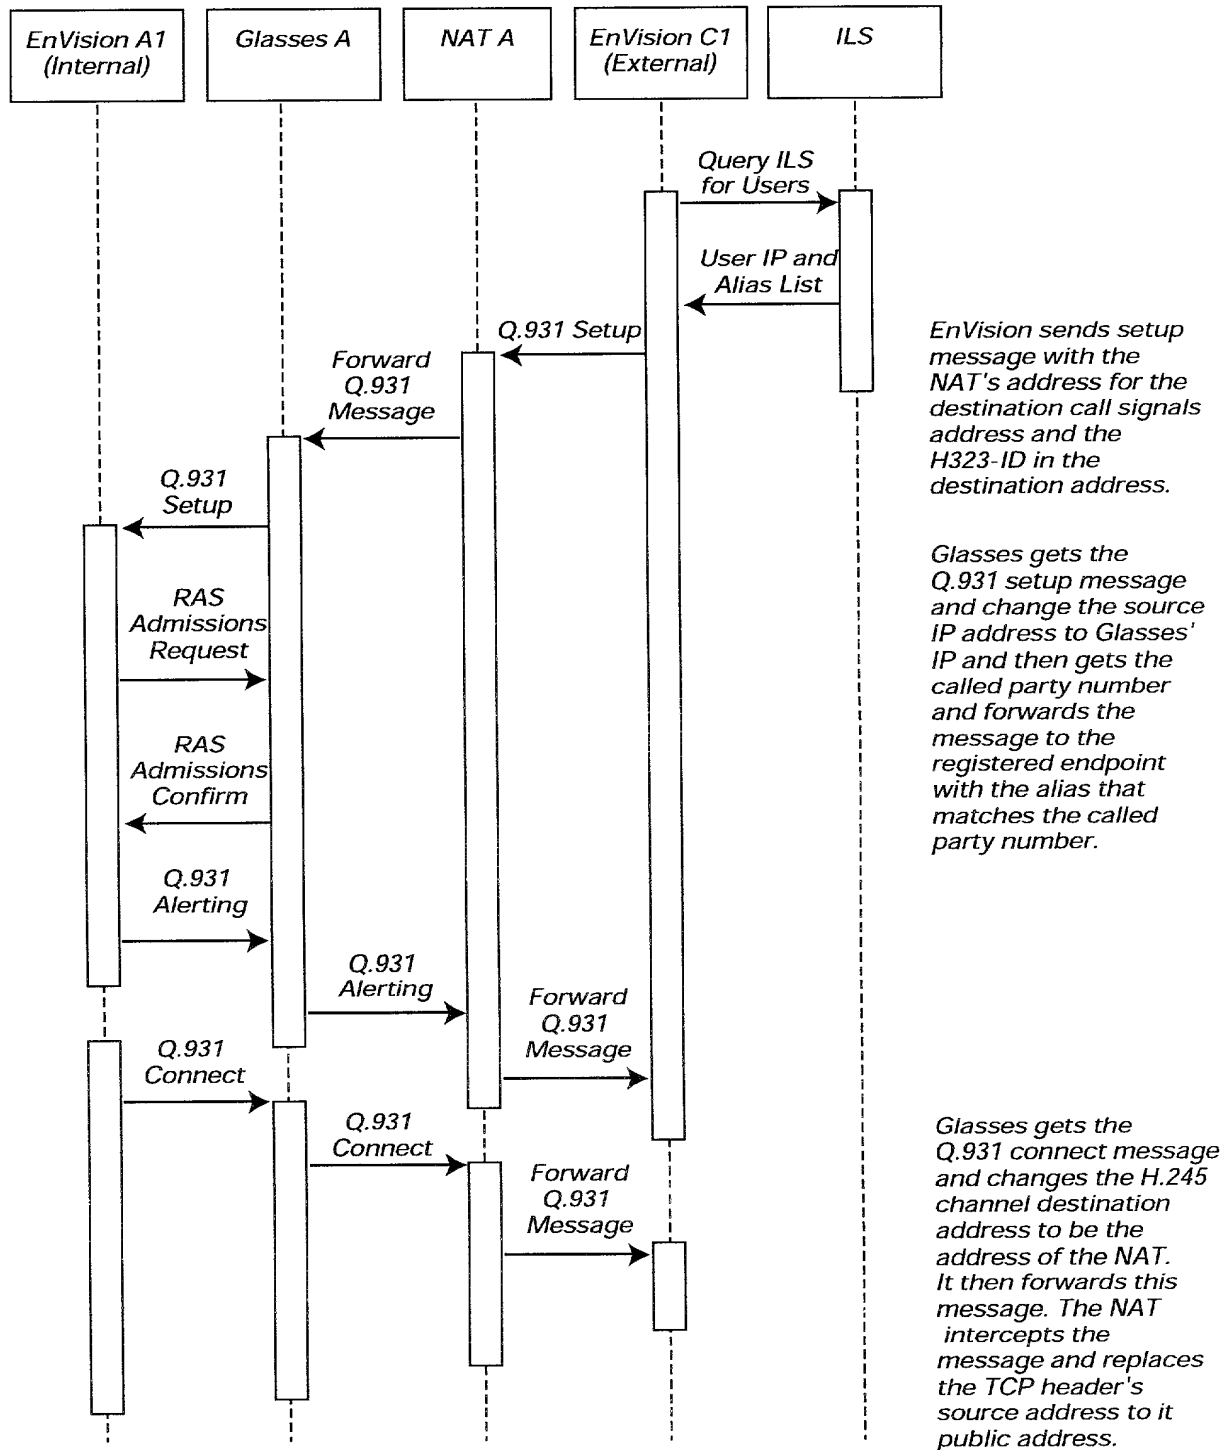 EnVision A1
(Internal)
Glasses A
NAT A
EnVision C1
(External)
ILS
Query ILS
for Users
User IP and
Alias List
Q.931 Setup
Forward
Q.931
Message
Q.931
Setup
RAS
Admissions
Request
RAS
Admissions
Confirm
Q.931
Alerting
Q.931
Alerting
Forward
Q.931
Message
Q.931
Connect
Q.931
Connect
Forward
Q.931
Message
EnVision sends setup
message with the
NAT's address for the
destination call signals
address and the
H323-ID in the
destination address.
Glasses gets the
Q.931 setup message
and change the source
IP address to Glasses'
IP and then gets the
called party number
and forwards the
message to the
registered endpoint
with the alias that
matches the called
party number.
Glasses gets the
Q.931 connect message
and changes the H.245
channel destination
address to be the
address of the NAT.
It then forwards this
message. The NAT
intercepts the
message and replaces
the TCP header's
source address to it
public address.